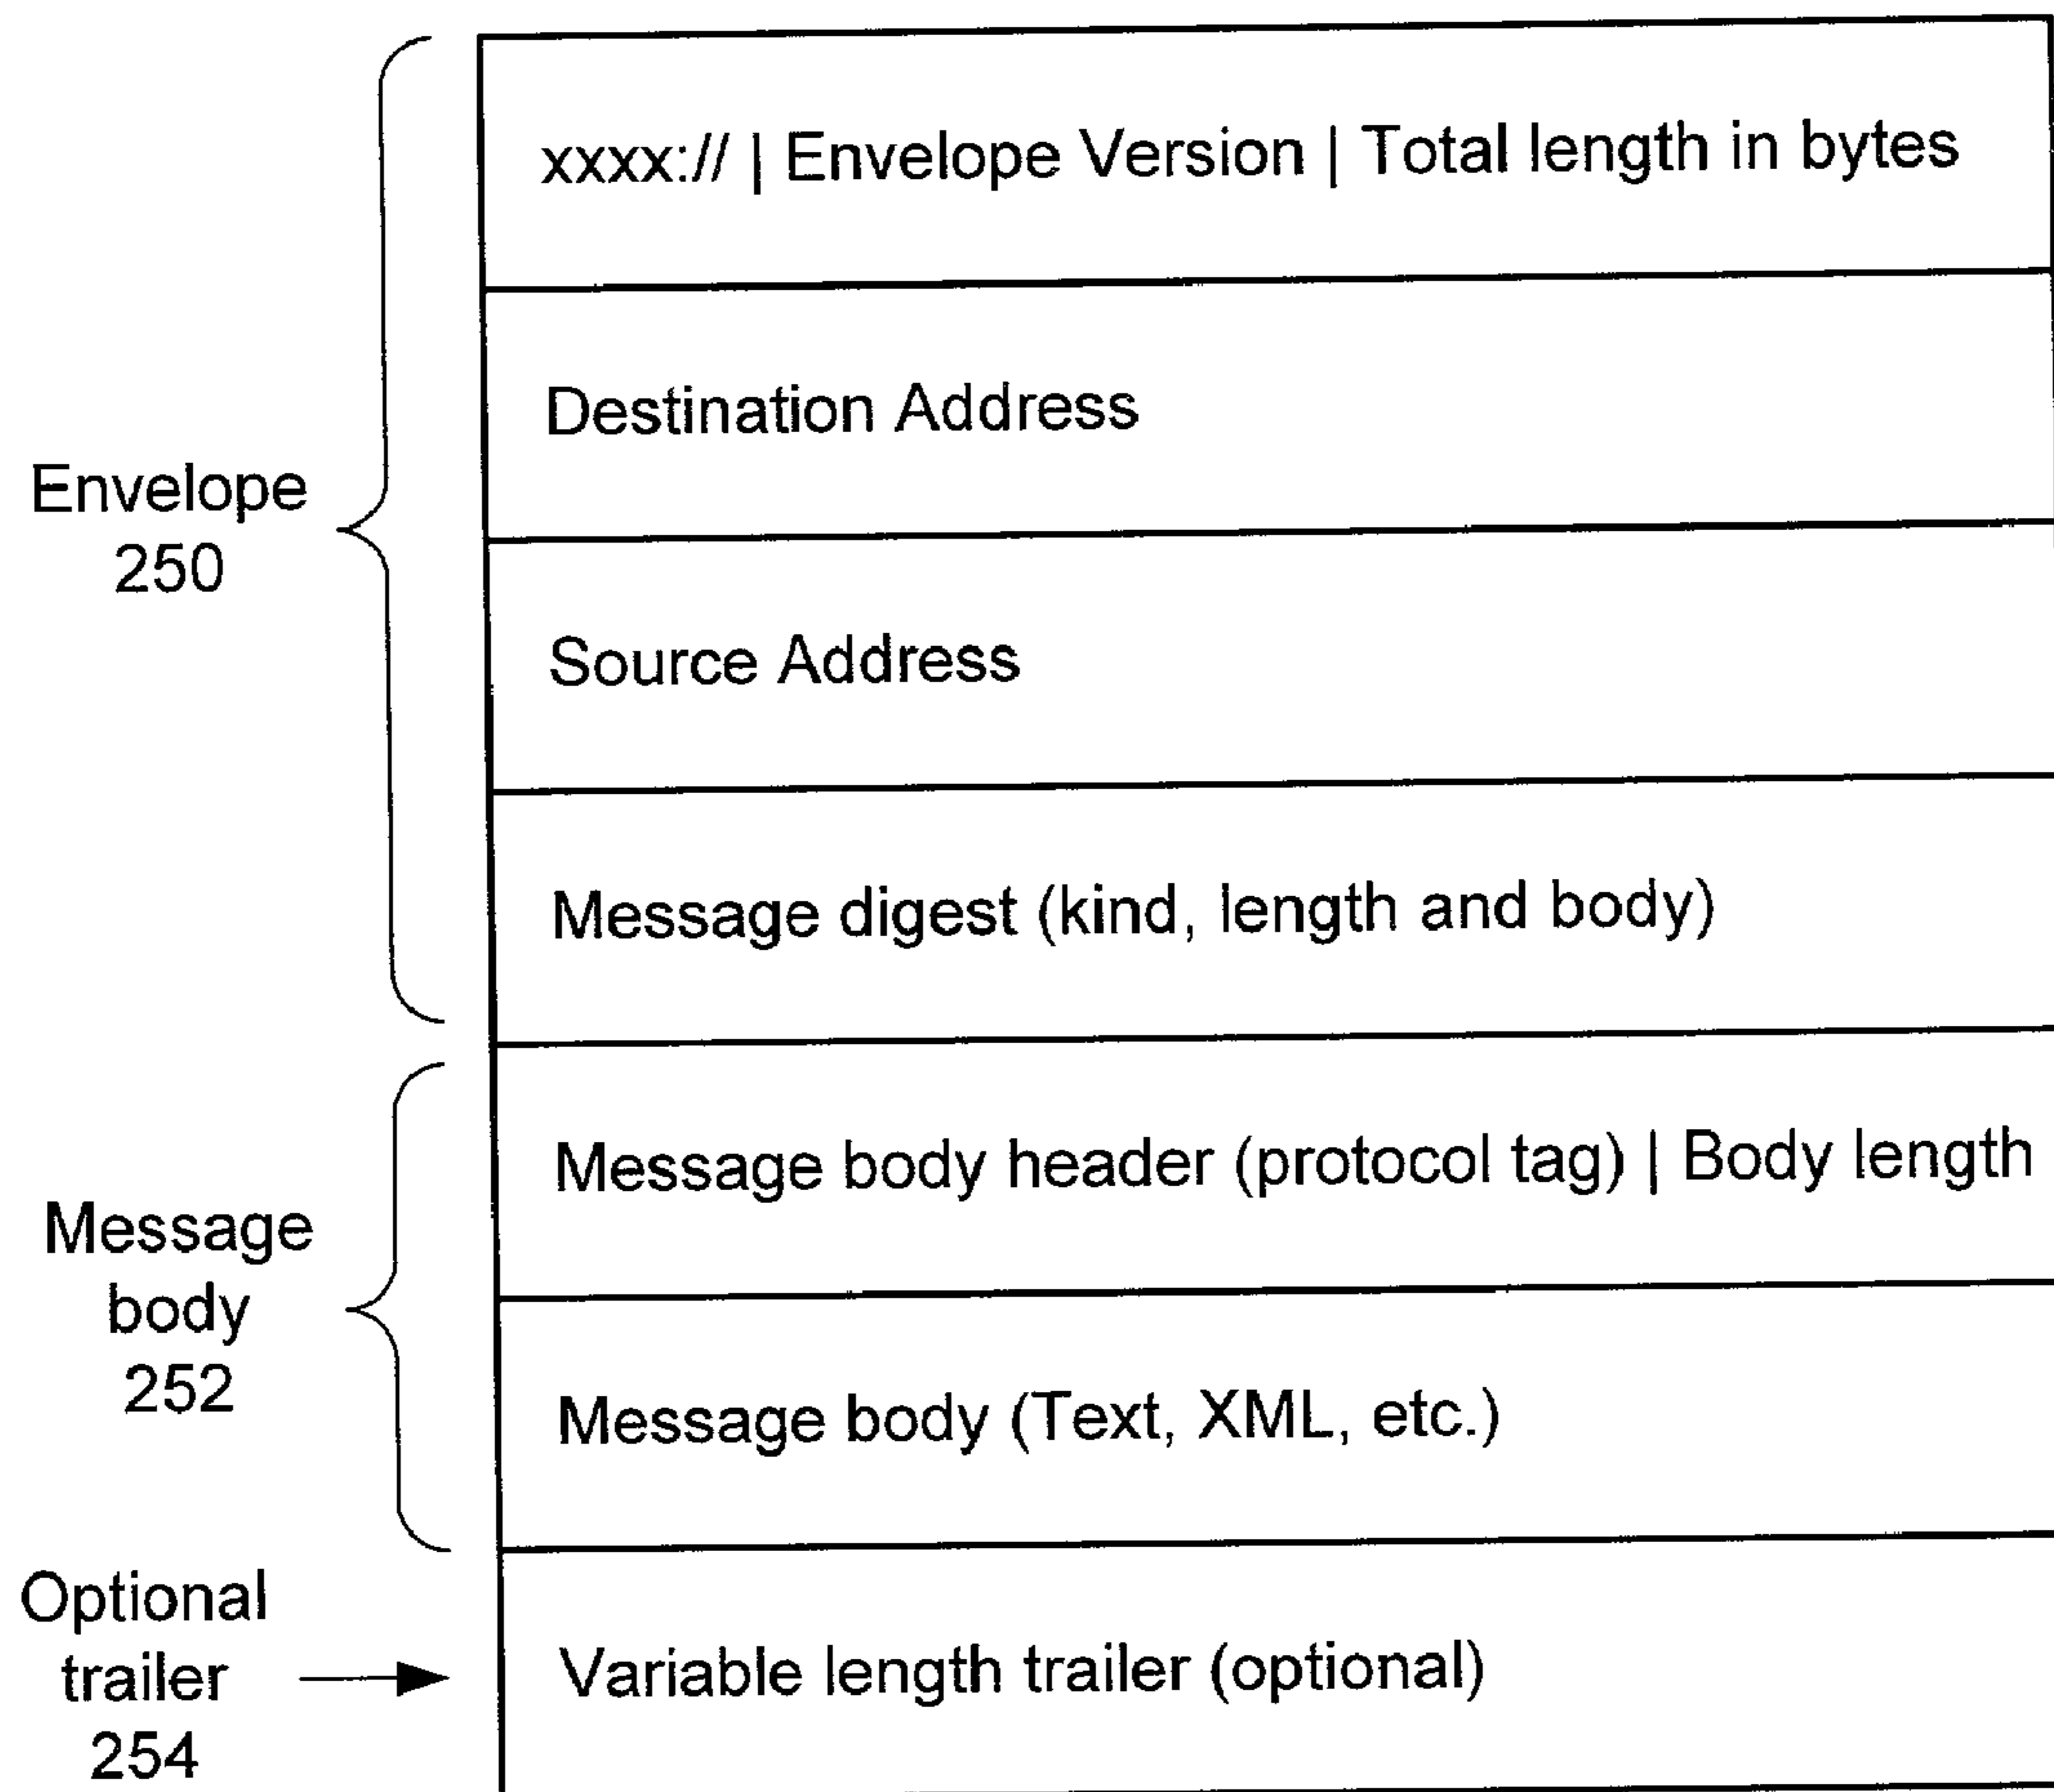 xxxx:// | Envelope Version | Total length in bytes
Destination Address
Envelope
250
Source Address
Message digest (kind, length and body)
Message body header (protocol tag) | Body length
Message
body
252
Message body (Text, XML, etc.)
Optional
trailer
254
Variable length trailer (optional)